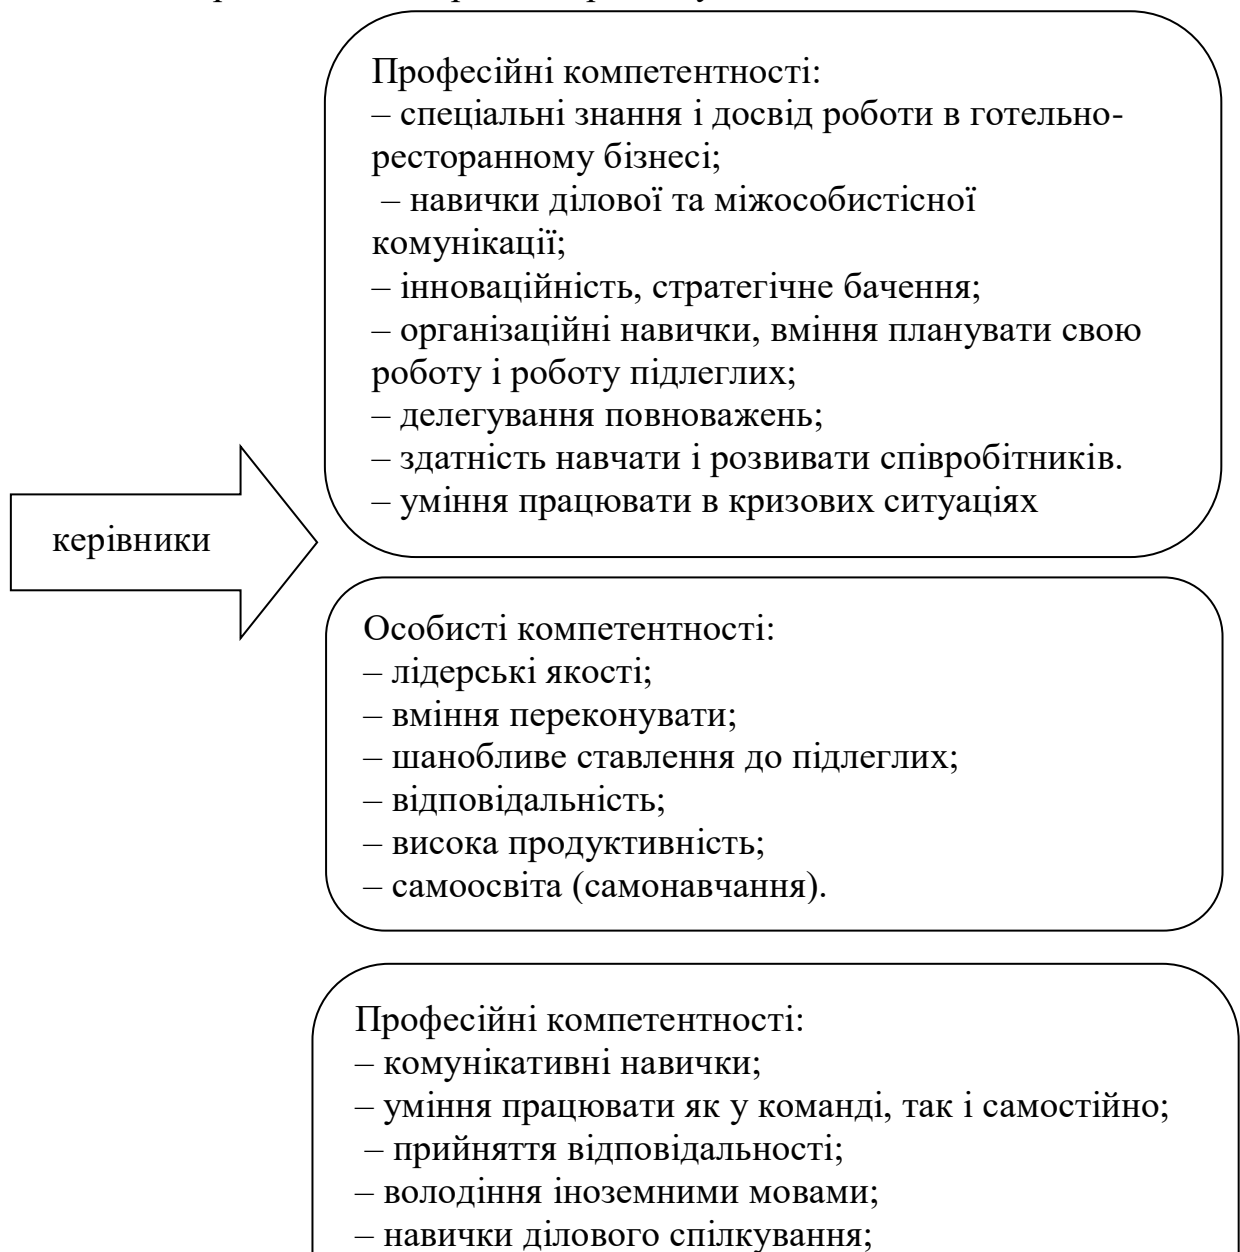 Професійні компетентності:
– спеціальні знання і досвід роботи в готельно-
ресторанному бізнесі;
– навички ділової та міжособистісної
комунікації;
– інноваційність, стратегічне бачення;
– організаційні навички, вміння планувати свою
роботу і роботу підлеглих;
– делегування повноважень;
– здатність навчати і розвивати співробітників.
– уміння працювати в кризових ситуаціях
керівники
Особисті компетентності:
– лідерські якості;
– вміння переконувати;
– шанобливе ставлення до підлеглих;
– відповідальність;
– висока продуктивність;
– самоосвіта (самонавчання).
Професійні компетентності:
– комунікативні навички;
– уміння працювати як у команді, так і самостійно;
– прийняття відповідальності;
– володіння іноземними мовами;
– навички ділового спілкування;